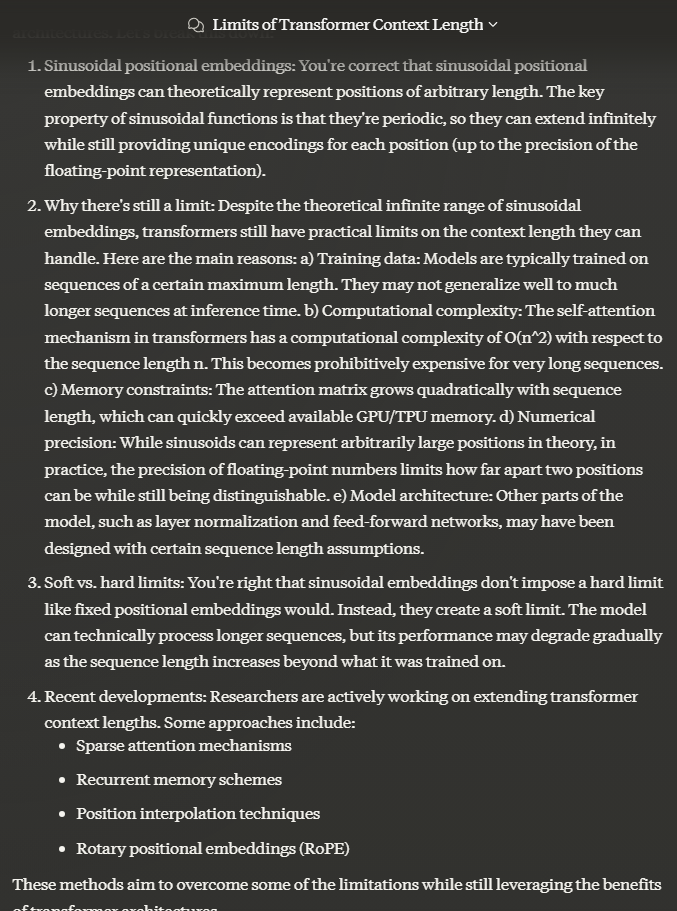 Limits of Transformer Context Length
1. Sinusoidal positional embeddings: You're correct that sinusoidal positional
embeddings can theoretically represent positions of arbitrary length. The key
property of sinusoidal functions is that they're periodic, so they can extend infinitely
while still providing unique encodings for each position (up to the precision of the
floating-point representation).
2. Why there's still a limit: Despite the theoretical infinite range of sinusoidal
embeddings, transformers still have practical limits on the context length they can
handle. Here are the main reasons: a) Training data: Models are typically trained on
sequences of a certain maximum length. They may not generalize well to much
longer sequences at inference time. b) Computational complexity: The self-attention
mechanism in transformers has a computational complexity of O(n^2) with respect to
the sequence length n. This becomes prohibitively expensive for very long sequences.
c) Memory constraints: The attention matrix grows quadratically with sequence
length, which can quickly exceed available GPU/TPU memory. d) Numerical
precision: While sinusoids can represent arbitrarily large positions in theory, in
practice, the precision of floating-point numbers limits how far apart two positions
can be while still being distinguishable. e) Model architecture: Other parts of the
model, such as layer normalization and feed-forward networks, may have been
designed with certain sequence length assumptions.
3. Soft vs. hard limits: You're right that sinusoidal embeddings don't impose a hard limit
like fixed positional embeddings would. Instead, they create a soft limit. The model
can technically process longer sequences, but its performance may degrade gradually
as the sequence length increases beyond what it was trained on.
4. Recent developments: Researchers are actively working on extending transformer
context lengths. Some approaches include:
• Sparse attention mechanisms
• Recurrent memory schemes
• Position interpolation techniques
• Rotary positional embeddings (RoPE)
These methods aim to overcome some of the limitations while still leveraging the benefits
of transformer architectures.